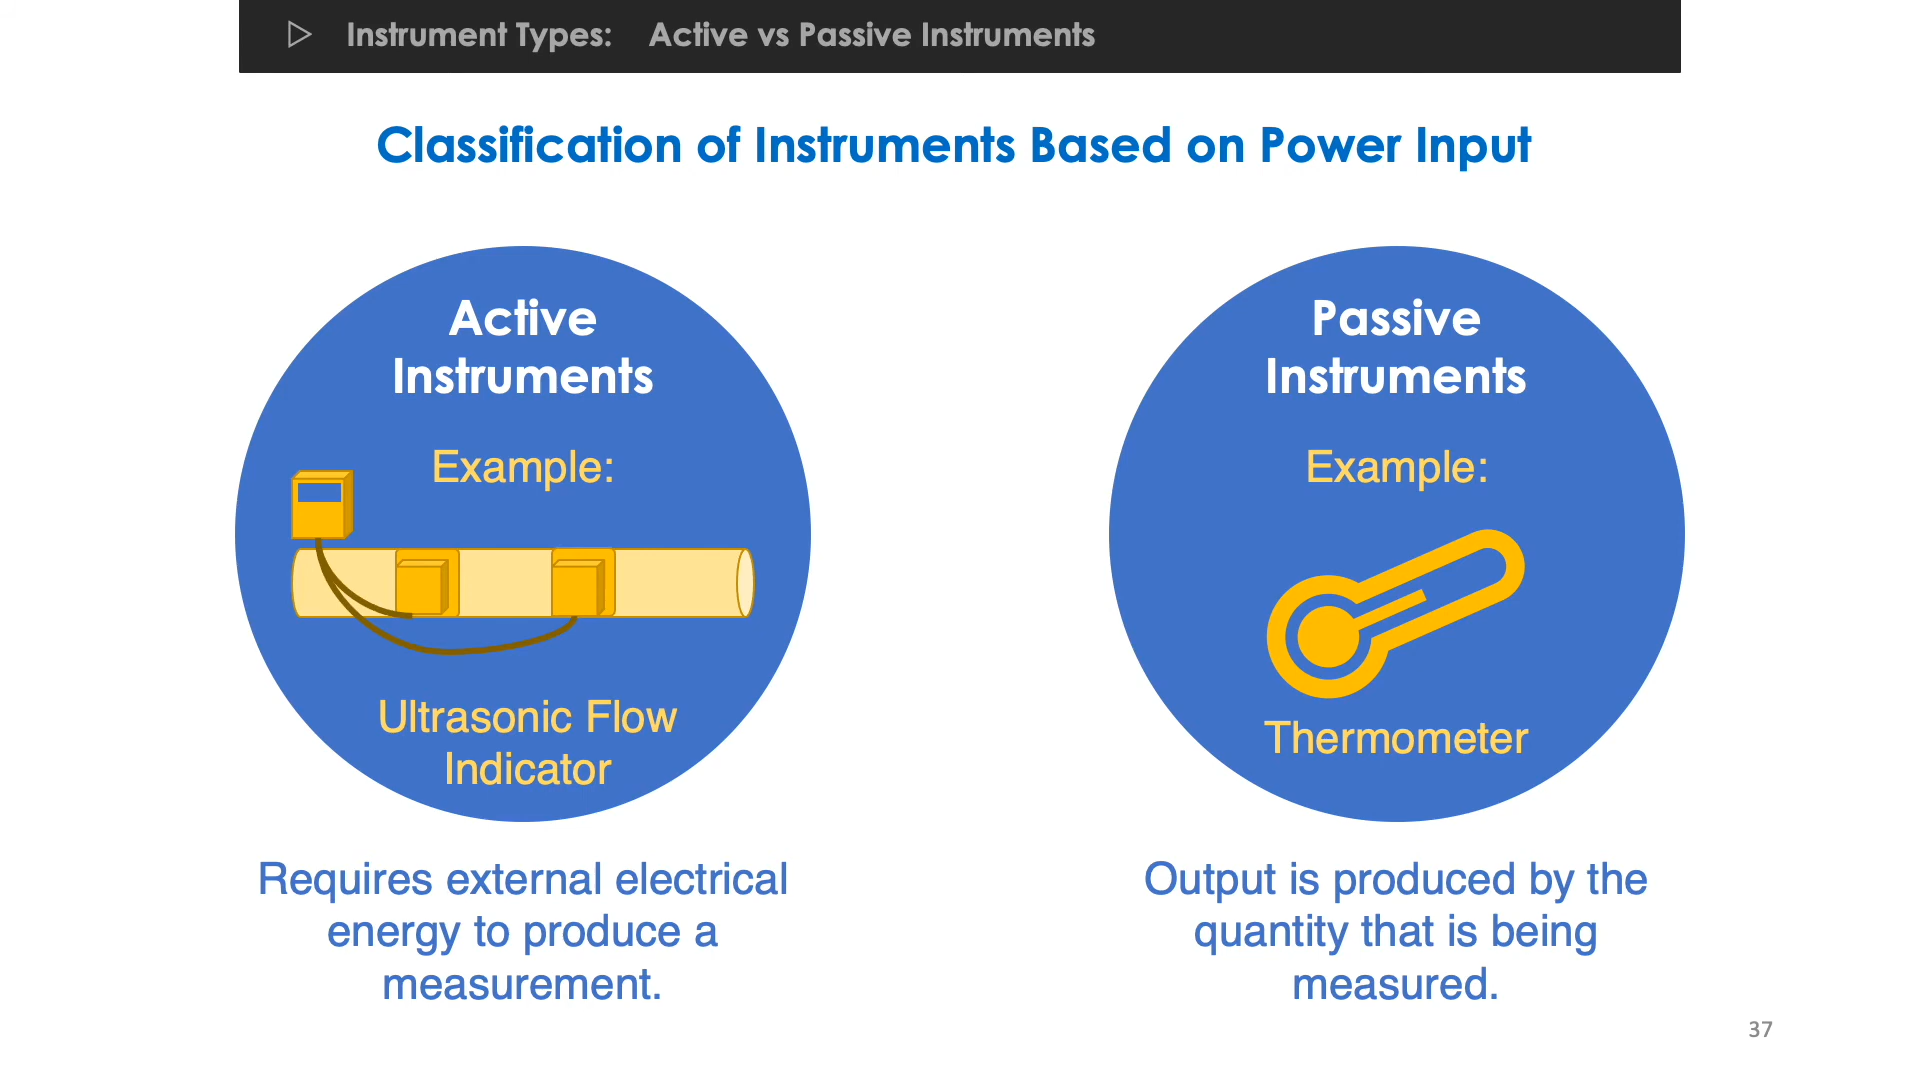 Instrument Types: Active vs Passive Instruments
Classification of Instruments Based on Power Input
Active
Instruments
Example:
Ultrasonic Flow
Indicator
Requires external electrical
energy to produce a
measurement.
Passive
Instruments
Example:
Thermometer
Output is produced by the
quantity that is being
measured.
37